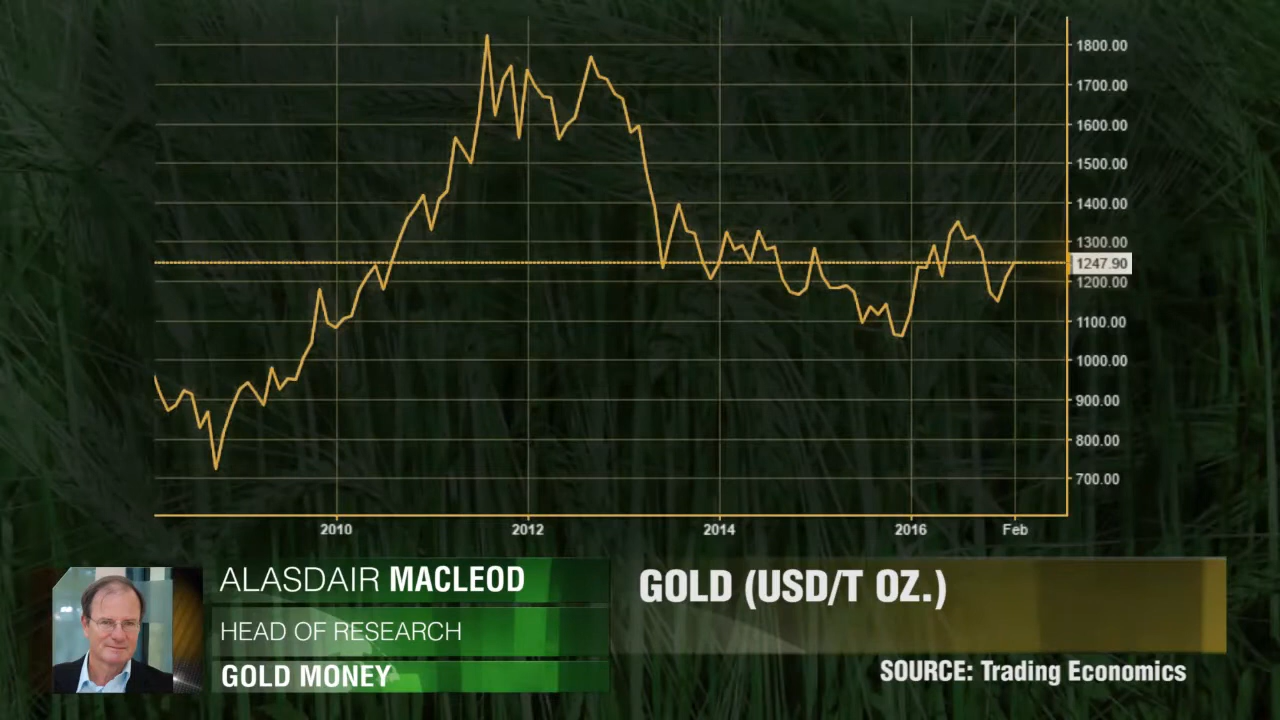 1800.00
1700.00
1600.00
1500.00
1400.00
1300.00
1247.90
1200.00
1100.00
1000.00
900.00
800.00
700.00
2010 2012 2014 2016 Feb
ALASDAIR MACLEOD
HEAD OF RESEARCH
GOLD MONEY
GOLD (USD/T OZ.)
SOURCE: Trading Economics